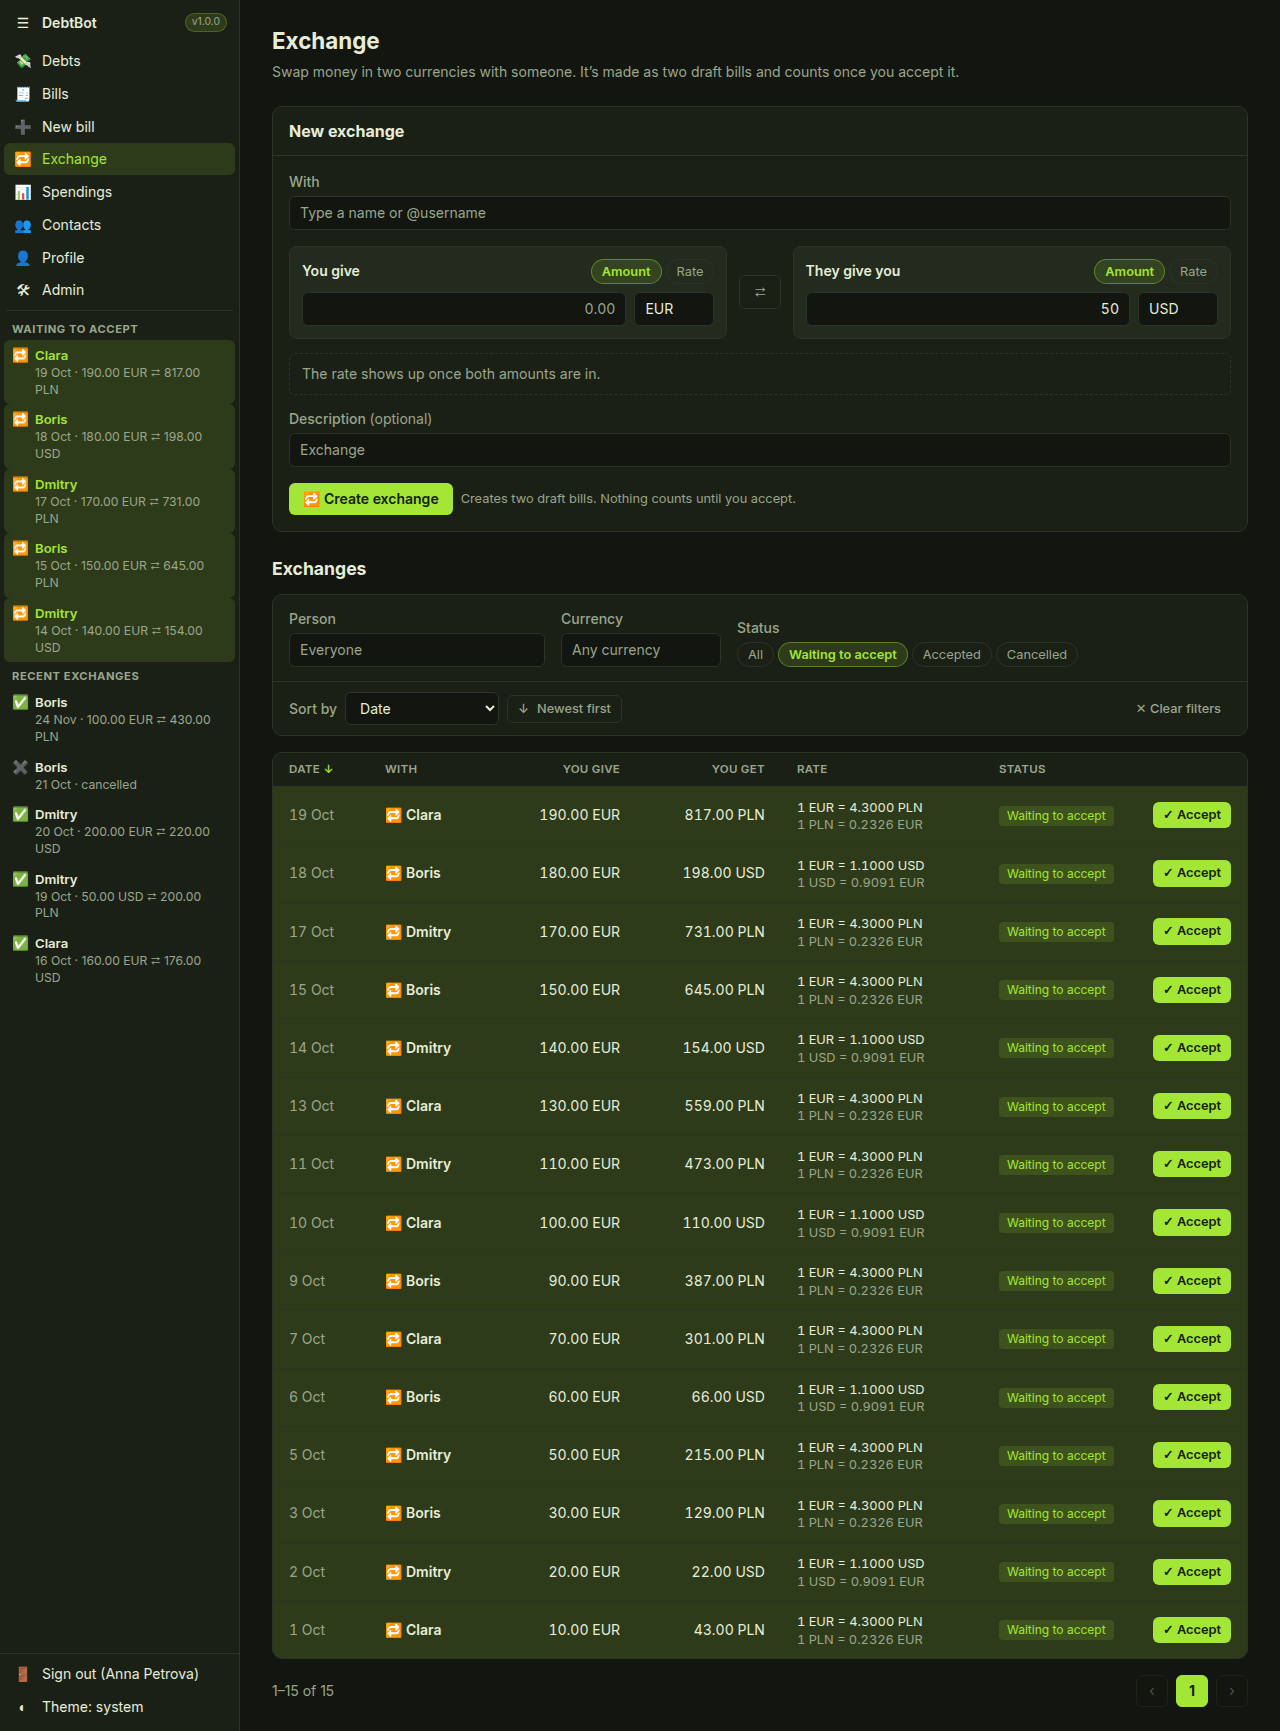 DebtBot v1.0.0
Debts
Bills
New bill
Exchange
Spendings
Contacts
Profile
Admin
WAITING TO ACCEPT
Clara
19 Oct · 190.00 EUR ⇄ 817.00
PLN
Boris
18 Oct · 180.00 EUR ⇄ 198.00
USD
Dmitry
17 Oct · 170.00 EUR ⇄ 731.00
PLN
Boris
15 Oct · 150.00 EUR ⇄ 645.00
PLN
Dmitry
14 Oct · 140.00 EUR ⇄ 154.00
USD
RECENT EXCHANGES
Boris
24 Nov · 100.00 EUR ⇄ 430.00
PLN
Boris
21 Oct · cancelled
Dmitry
20 Oct · 200.00 EUR ⇄ 220.00
USD
Dmitry
19 Oct · 50.00 USD ⇄ 200.00
PLN
Clara
16 Oct · 160.00 EUR ⇄ 176.00
USD
Sign out (Anna Petrova)
Theme: system
Exchange
Swap money in two currencies with someone. It’s made as two draft bills and counts once you accept it.
New exchange
With
Type a name or @username
You give Amount Rate
0.00 EUR
⇄
They give you Amount Rate
50 USD
The rate shows up once both amounts are in.
Description (optional)
Exchange
Create exchange Creates two draft bills. Nothing counts until you accept.
Exchanges
Person Currency Status
Everyone Any currency All Waiting to accept Accepted Cancelled
Sort by Date ↓ Newest first ✕ Clear filters
DATE ↓ WITH YOU GIVE YOU GET RATE STATUS
19 Oct Clara 190.00 EUR 817.00 PLN 1 EUR = 4.3000 PLN Waiting to accept ✓ Accept
1 PLN = 0.2326 EUR
18 Oct Boris 180.00 EUR 198.00 USD 1 EUR = 1.1000 USD Waiting to accept ✓ Accept
1 USD = 0.9091 EUR
17 Oct Dmitry 170.00 EUR 731.00 PLN 1 EUR = 4.3000 PLN Waiting to accept ✓ Accept
1 PLN = 0.2326 EUR
15 Oct Boris 150.00 EUR 645.00 PLN 1 EUR = 4.3000 PLN Waiting to accept ✓ Accept
1 PLN = 0.2326 EUR
14 Oct Dmitry 140.00 EUR 154.00 USD 1 EUR = 1.1000 USD Waiting to accept ✓ Accept
1 USD = 0.9091 EUR
13 Oct Clara 130.00 EUR 559.00 PLN 1 EUR = 4.3000 PLN Waiting to accept ✓ Accept
1 PLN = 0.2326 EUR
11 Oct Dmitry 110.00 EUR 473.00 PLN 1 EUR = 4.3000 PLN Waiting to accept ✓ Accept
1 PLN = 0.2326 EUR
10 Oct Clara 100.00 EUR 110.00 USD 1 EUR = 1.1000 USD Waiting to accept ✓ Accept
1 USD = 0.9091 EUR
9 Oct Boris 90.00 EUR 387.00 PLN 1 EUR = 4.3000 PLN Waiting to accept ✓ Accept
1 PLN = 0.2326 EUR
7 Oct Clara 70.00 EUR 301.00 PLN 1 EUR = 4.3000 PLN Waiting to accept ✓ Accept
1 PLN = 0.2326 EUR
6 Oct Boris 60.00 EUR 66.00 USD 1 EUR = 1.1000 USD Waiting to accept ✓ Accept
1 USD = 0.9091 EUR
5 Oct Dmitry 50.00 EUR 215.00 PLN 1 EUR = 4.3000 PLN Waiting to accept ✓ Accept
1 PLN = 0.2326 EUR
3 Oct Boris 30.00 EUR 129.00 PLN 1 EUR = 4.3000 PLN Waiting to accept ✓ Accept
1 PLN = 0.2326 EUR
2 Oct Dmitry 20.00 EUR 22.00 USD 1 EUR = 1.1000 USD Waiting to accept ✓ Accept
1 USD = 0.9091 EUR
1 Oct Clara 10.00 EUR 43.00 PLN 1 EUR = 4.3000 PLN Waiting to accept ✓ Accept
1 PLN = 0.2326 EUR
1–15 of 15 ‹ 1 ›